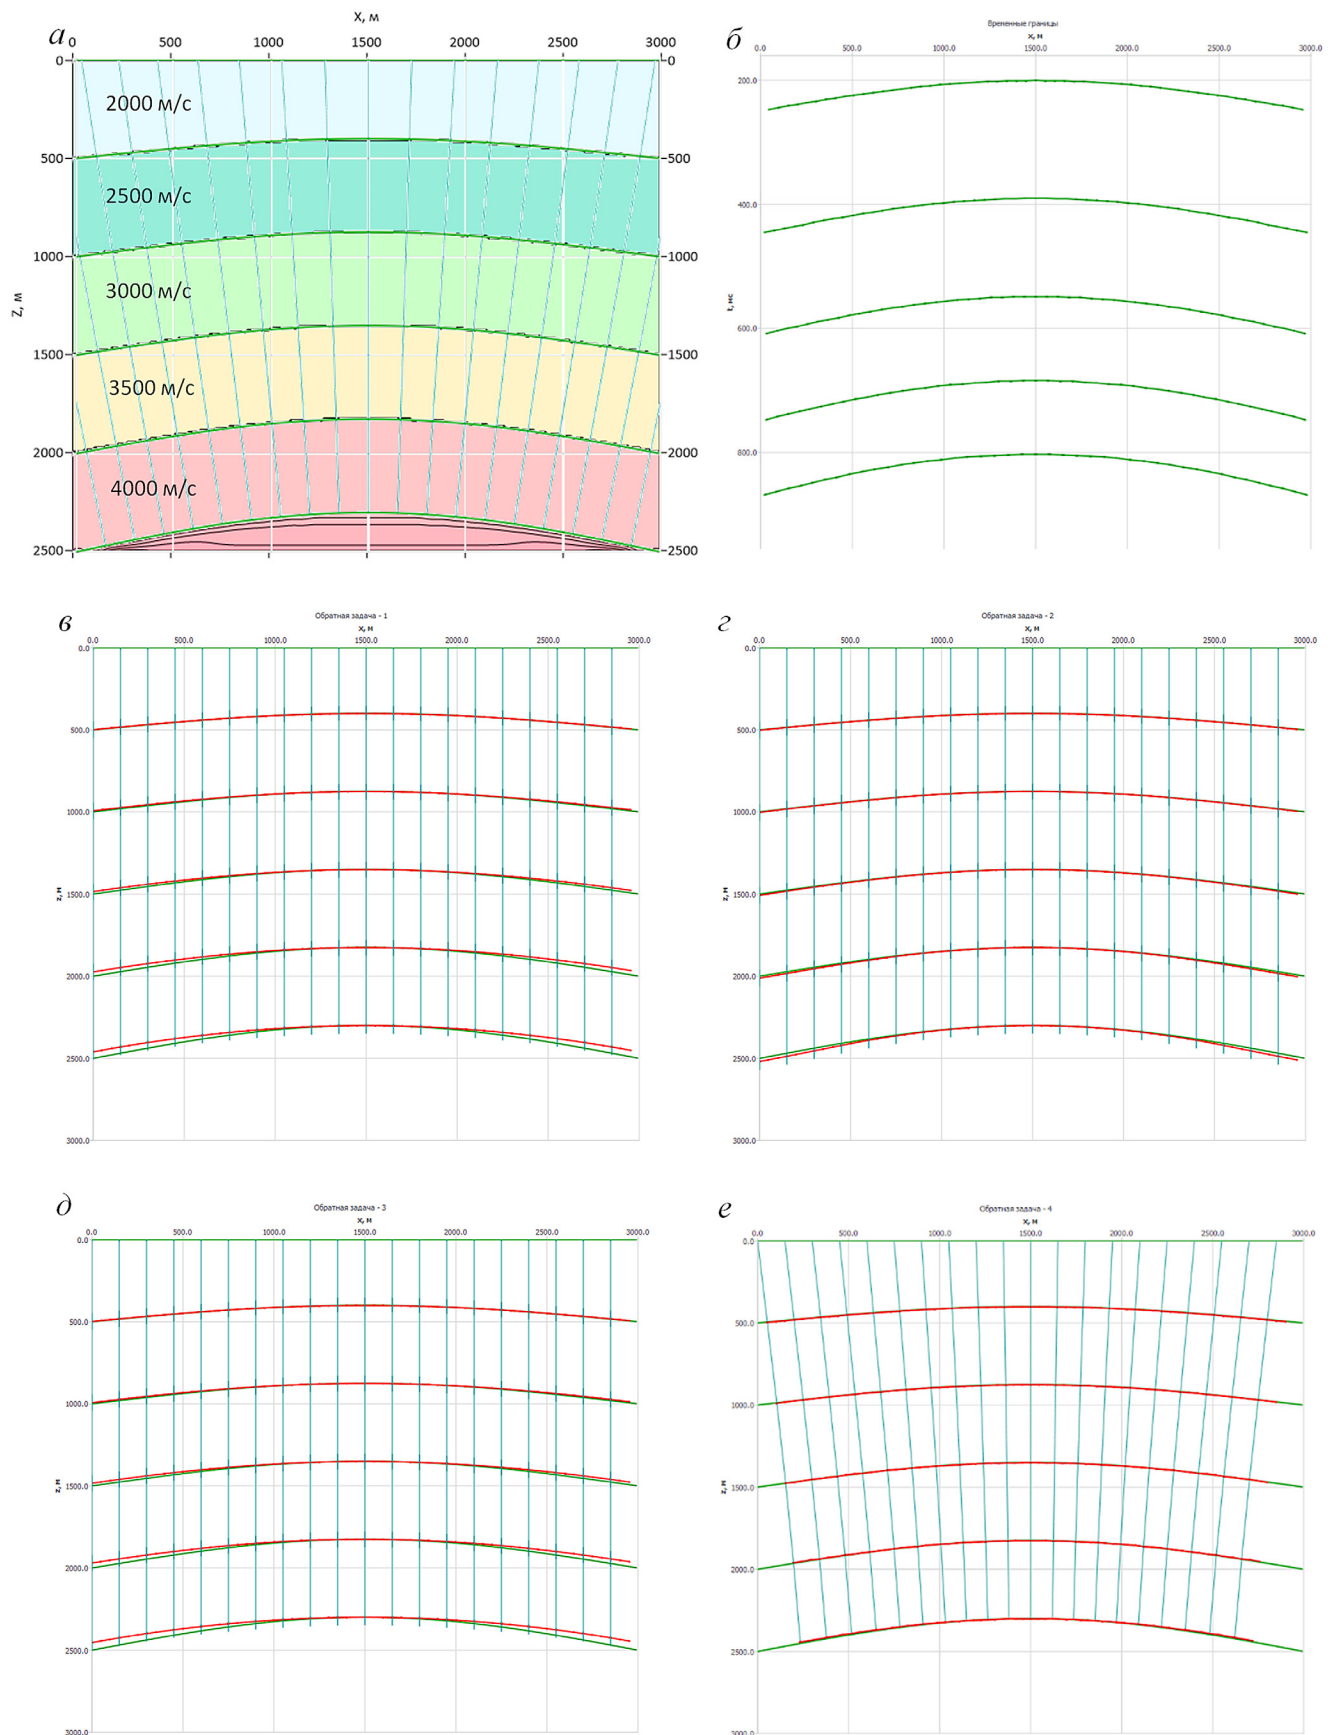 а
X, м
0 500 1000 1500 2000 2500 3000
0 0
2000 м/с
500 500
2500 м/с
1000 1000
Z, м
3000 м/с
1500 1500
3500 м/с
2000 2000
4000 м/с
2500 2500
б
Временные границы
x, м
0.0 500.0 1000.0 1500.0 2000.0 2500.0 3000.0
200.0
400.0
t, мс
600.0
800.0
в
Обратная задача - 1
x, м
0.0 500.0 1000.0 1500.0 2000.0 2500.0 3000.0
0.0
500.0
1000.0
z, м
1500.0
2000.0
2500.0
3000.0
г
Обратная задача - 2
x, м
0.0 500.0 1000.0 1500.0 2000.0 2500.0 3000.0
0.0
500.0
1000.0
z, м
1500.0
2000.0
2500.0
3000.0
д
Обратная задача - 3
x, м
0.0 500.0 1000.0 1500.0 2000.0 2500.0 3000.0
0.0
500.0
1000.0
z, м
1500.0
2000.0
2500.0
3000.0
е
Обратная задача - 4
x, м
0.0 500.0 1000.0 1500.0 2000.0 2500.0 3000.0
0.0
500.0
1000.0
z, м
1500.0
2000.0
2500.0
3000.0